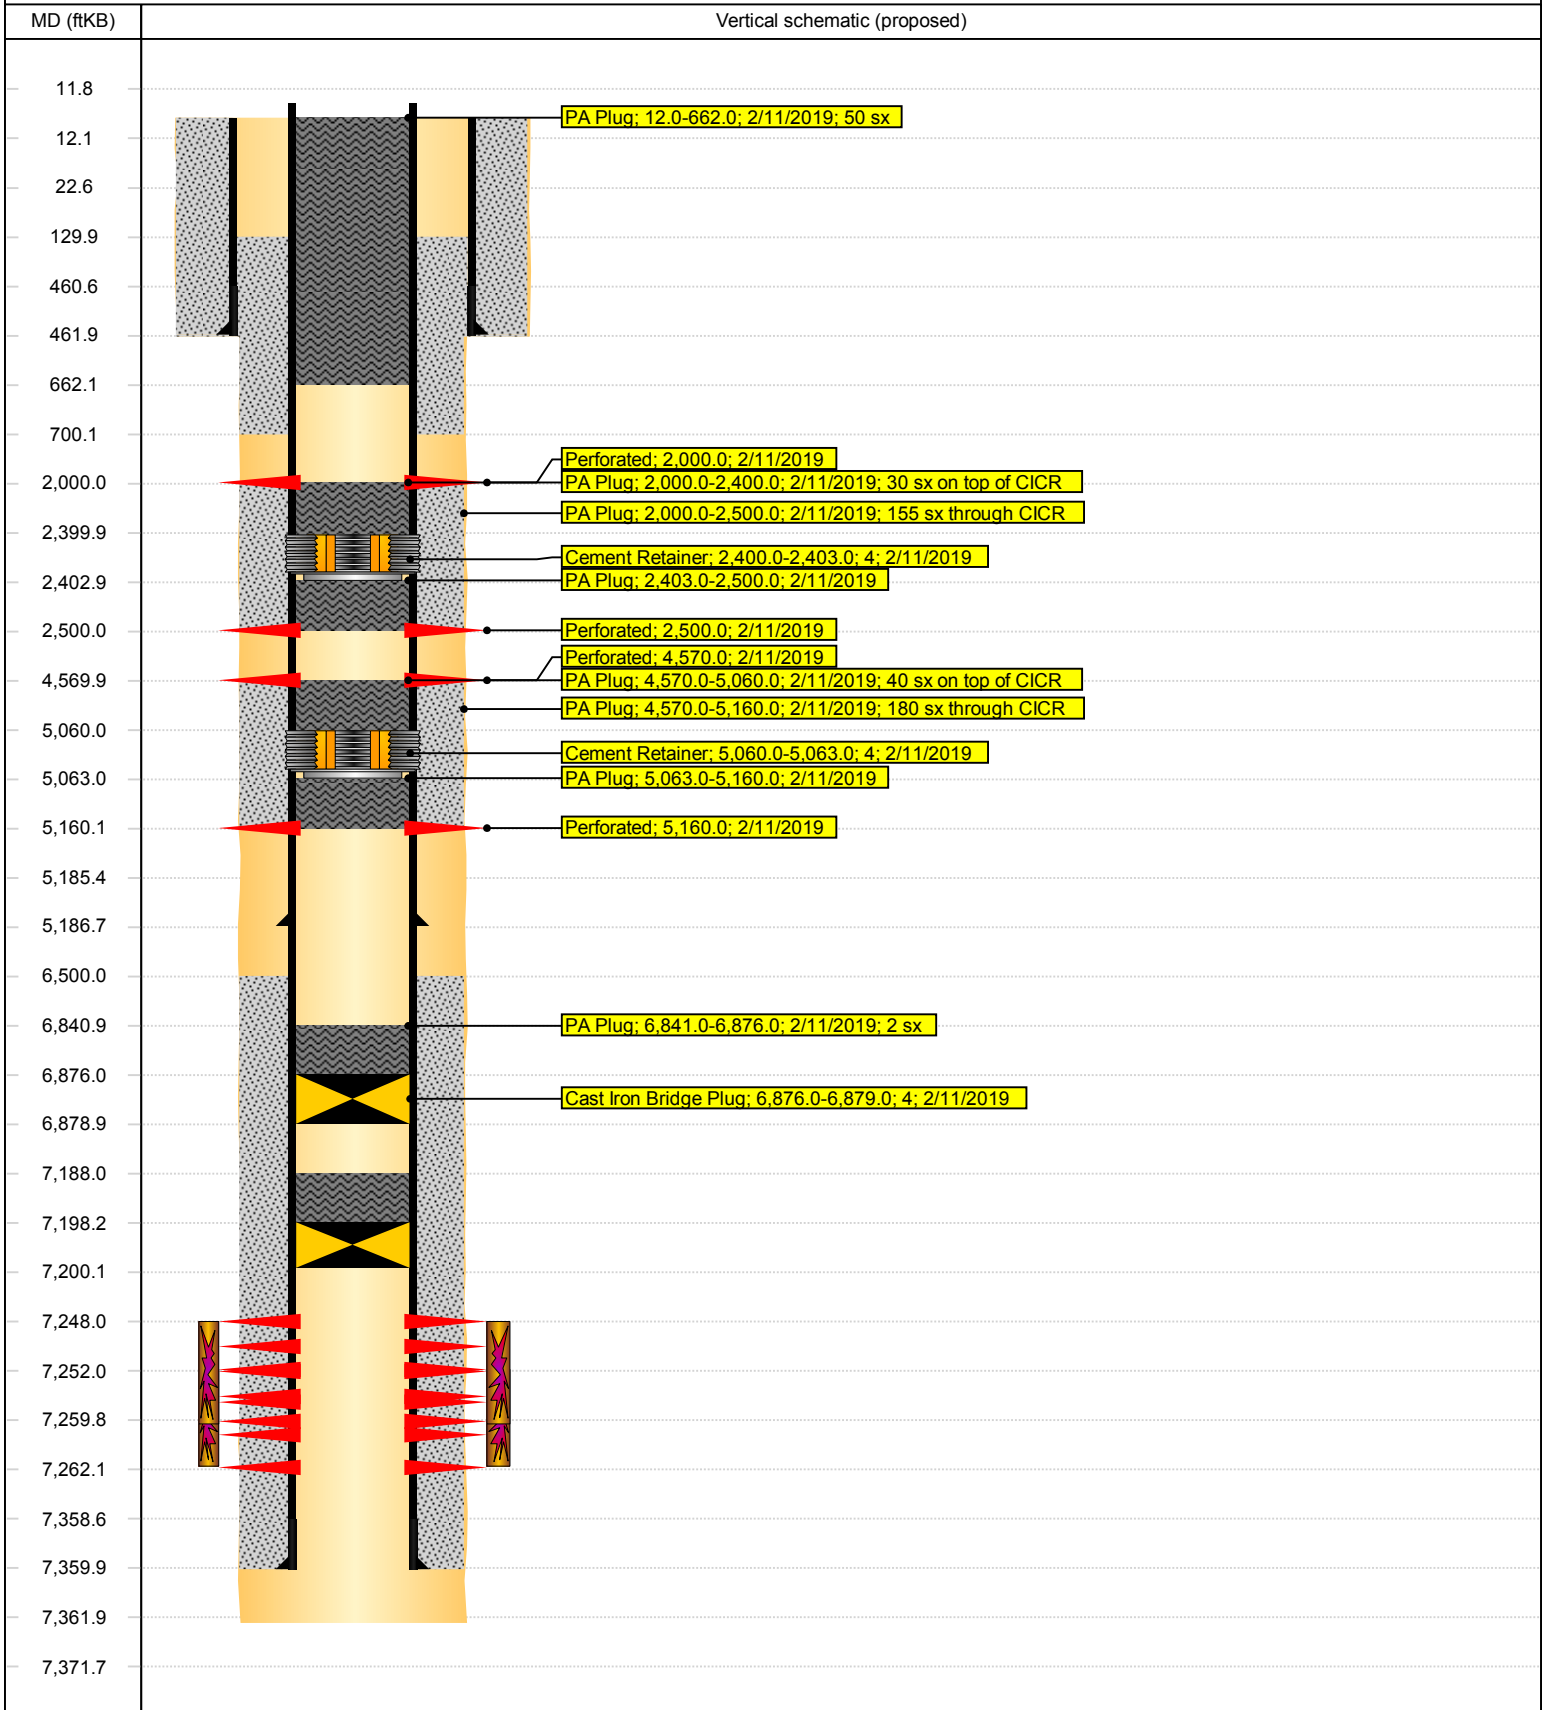 MD (ftKB)
Vertical schematic (proposed)
11.8
PA Plug; 12.0-662.0; 2/11/2019; 50 sx
12.1
22.6
129.9
460.6
461.9
662.1
700.1
Perforated; 2,000.0; 2/11/2019
2,000.0
PA Plug; 2,000.0-2,400.0; 2/11/2019; 30 sx on top of CICR
PA Plug; 2,000.0-2,500.0; 2/11/2019; 155 sx through CICR
2,399.9
Cement Retainer; 2,400.0-2,403.0; 4; 2/11/2019
2,402.9
PA Plug; 2,403.0-2,500.0; 2/11/2019
2,500.0
Perforated; 2,500.0; 2/11/2019
Perforated; 4,570.0; 2/11/2019
4,569.9
PA Plug; 4,570.0-5,060.0; 2/11/2019; 40 sx on top of CICR
PA Plug; 4,570.0-5,160.0; 2/11/2019; 180 sx through CICR
5,060.0
Cement Retainer; 5,060.0-5,063.0; 4; 2/11/2019
5,063.0
PA Plug; 5,063.0-5,160.0; 2/11/2019
5,160.1
Perforated; 5,160.0; 2/11/2019
5,185.4
5,186.7
6,500.0
6,840.9
PA Plug; 6,841.0-6,876.0; 2/11/2019; 2 sx
6,876.0
Cast Iron Bridge Plug; 6,876.0-6,879.0; 4; 2/11/2019
6,878.9
7,188.0
7,198.2
7,200.1
7,248.0
7,252.0
7,259.8
7,262.1
7,358.6
7,359.9
7,361.9
7,371.7